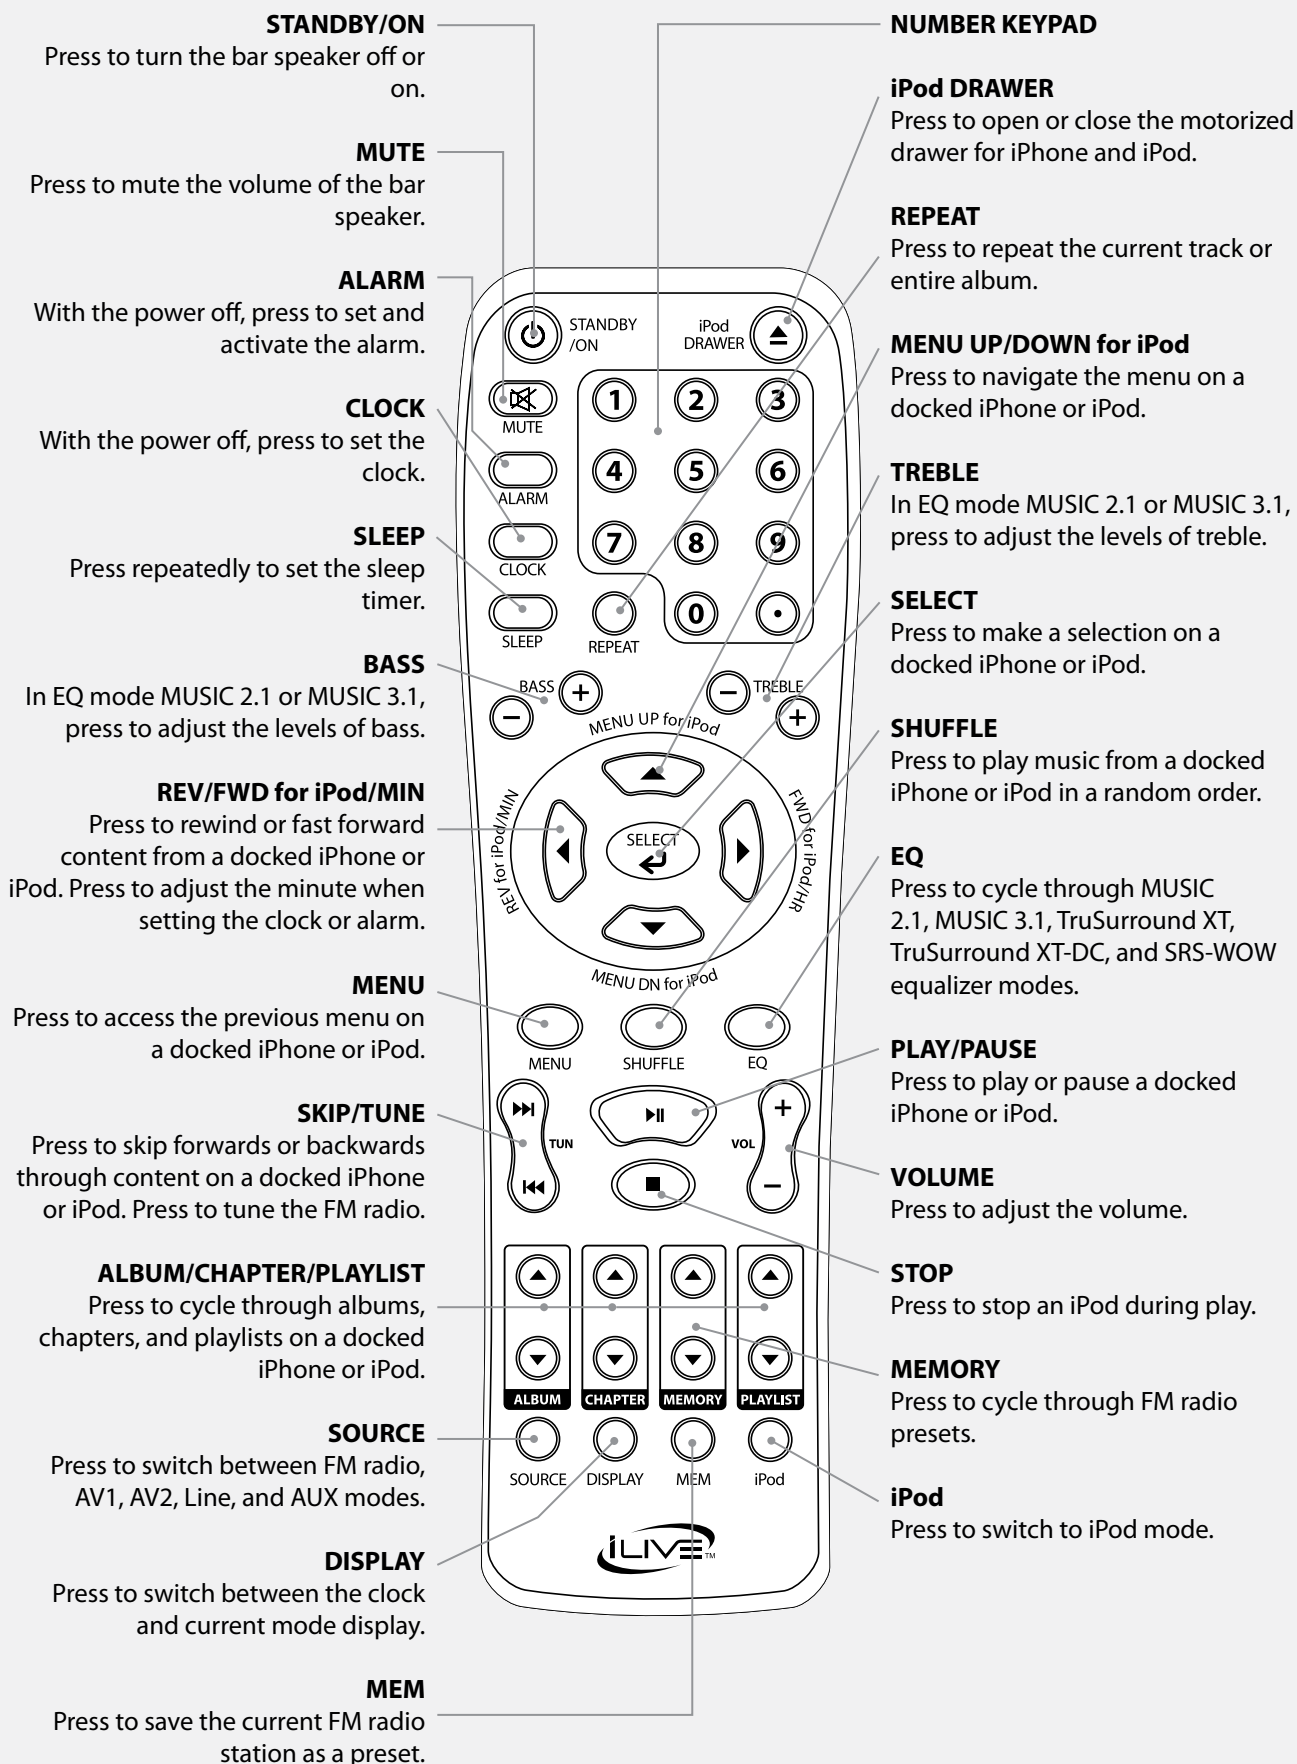 STANDBY/ON
Press to turn the bar speaker off or
on.
MUTE
Press to mute the volume of the bar
speaker.
ALARM
With the power off, press to set and
activate the alarm.
CLOCK
With the power off, press to set the
clock.
SLEEP
Press repeatedly to set the sleep
timer.
BASS
In EQ mode MUSIC 2.1 or MUSIC 3.1,
press to adjust the levels of bass.
REV/FWD for iPod/MIN
Press to rewind or fast forward
content from a docked iPhone or
iPod. Press to adjust the minute when
setting the clock or alarm.
MENU
Press to access the previous menu on
a docked iPhone or iPod.
SKIP/TUNE
Press to skip forwards or backwards
through content on a docked iPhone
or iPod. Press to tune the FM radio.
ALBUM/CHAPTER/PLAYLIST
Press to cycle through albums,
chapters, and playlists on a docked
iPhone or iPod.
SOURCE
Press to switch between FM radio,
AV1, AV2, Line, and AUX modes.
DISPLAY
Press to switch between the clock
and current mode display.
MEM
Press to save the current FM radio
station as a preset.
STANDBY
/ON
iPod
DRAWER
MUTE
1 2 3
ALARM
4 5 6
CLOCK
7 8 9
SLEEP
REPEAT
0 •
BASS + − TREBLE
− +
MENU UP for iPod
REV for iPod/MIN
SELECT
FWD for iPod/HR
MENU DN for iPod
MENU SHUFFLE EQ
TUN
VOL
+
−
ALBUM CHAPTER MEMORY PLAYLIST
SOURCE DISPLAY MEM iPod
iLIVE™
NUMBER KEYPAD
iPod DRAWER
Press to open or close the motorized
drawer for iPhone and iPod.
REPEAT
Press to repeat the current track or
entire album.
MENU UP/DOWN for iPod
Press to navigate the menu on a
docked iPhone or iPod.
TREBLE
In EQ mode MUSIC 2.1 or MUSIC 3.1,
press to adjust the levels of treble.
SELECT
Press to make a selection on a
docked iPhone or iPod.
SHUFFLE
Press to play music from a docked
iPhone or iPod in a random order.
EQ
Press to cycle through MUSIC
2.1, MUSIC 3.1, TruSurround XT,
TruSurround XT-DC, and SRS-WOW
equalizer modes.
PLAY/PAUSE
Press to play or pause a docked
iPhone or iPod.
VOLUME
Press to adjust the volume.
STOP
Press to stop an iPod during play.
MEMORY
Press to cycle through FM radio
presets.
iPod
Press to switch to iPod mode.